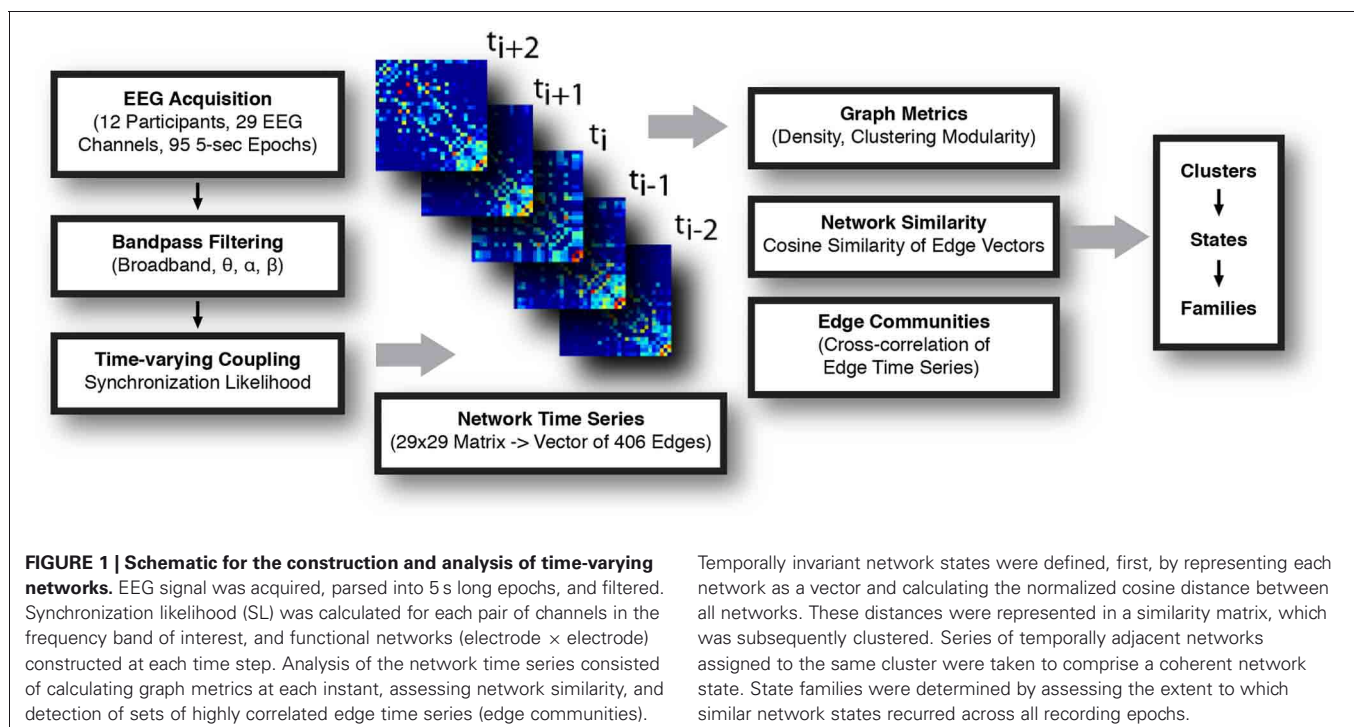 EEG Acquisition
(12 Participants, 29 EEG
Channels, 95 5-sec Epochs)
Bandpass Filtering
(Broadband, θ, α, β)
Time-varying Coupling
Synchronization Likelihood
ti+2
ti+1
ti
ti-1
ti-2
Network Time Series
(29x29 Matrix -> Vector of 406 Edges)
Graph Metrics
(Density, Clustering Modularity)
Network Similarity
Cosine Similarity of Edge Vectors
Edge Communities
(Cross-correlation of
Edge Time Series)
Clusters
States
Families
FIGURE 1 | Schematic for the construction and analysis of time-varying
networks. EEG signal was acquired, parsed into 5 s long epochs, and filtered.
Synchronization likelihood (SL) was calculated for each pair of channels in the
frequency band of interest, and functional networks (electrode × electrode)
constructed at each time step. Analysis of the network time series consisted
of calculating graph metrics at each instant, assessing network similarity, and
detection of sets of highly correlated edge time series (edge communities).
Temporally invariant network states were defined, first, by representing each
network as a vector and calculating the normalized cosine distance between
all networks. These distances were represented in a similarity matrix, which
was subsequently clustered. Series of temporally adjacent networks
assigned to the same cluster were taken to comprise a coherent network
state. State families were determined by assessing the extent to which
similar network states recurred across all recording epochs.